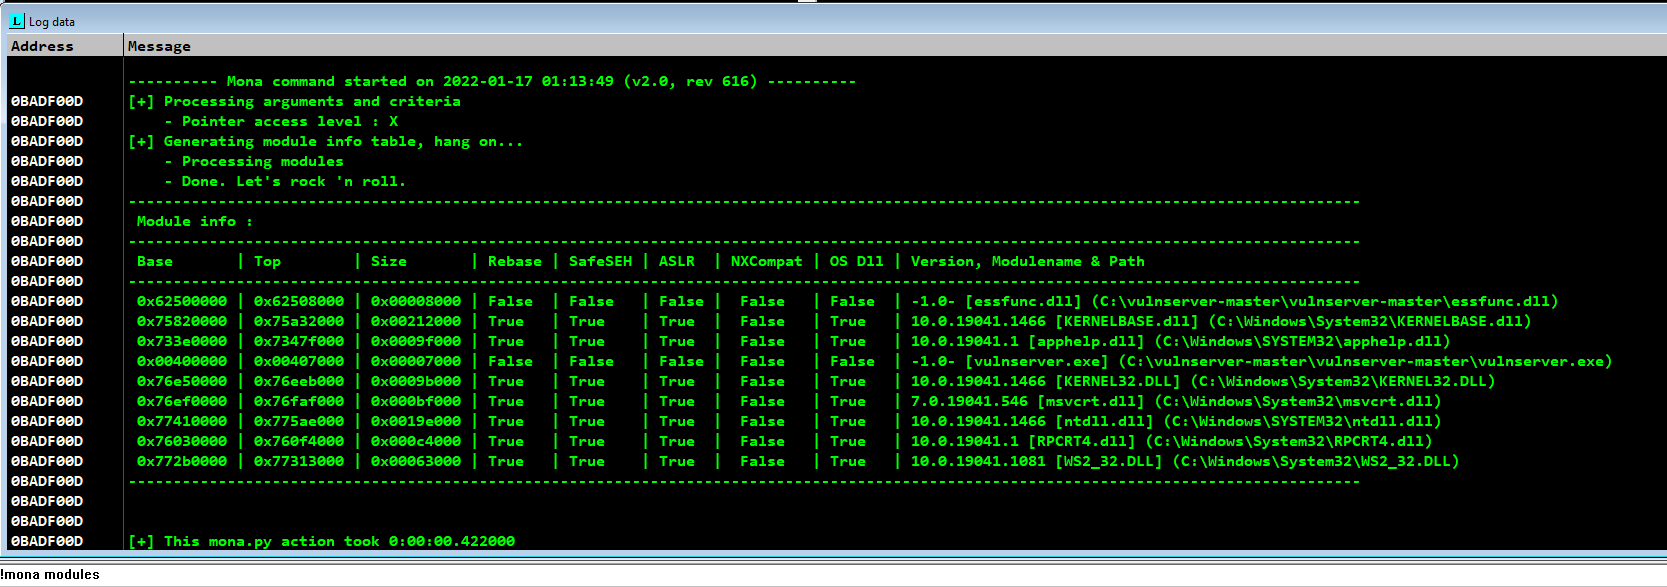 L Log data
Address Message
---------- Mona command started on 2022-01-17 01:13:49 (v2.0, rev 616) ----------
0BADF00D [+] Processing arguments and criteria
0BADF00D - Pointer access level : X
0BADF00D [+] Generating module info table, hang on...
0BADF00D - Processing modules
0BADF00D - Done. Let's rock 'n roll.
0BADF00D -----------------------------------------------------------------------------------------------------------------------------------------
0BADF00D Module info :
0BADF00D -----------------------------------------------------------------------------------------------------------------------------------------
0BADF00D Base | Top | Size | Rebase | SafeSEH | ASLR | NXCompat | OS Dll | Version, Modulename & Path
0BADF00D -----------------------------------------------------------------------------------------------------------------------------------------
0BADF00D 0x62500000 | 0x62508000 | 0x00008000 | False | False | False | False | False | -1.0- [essfunc.dll] (C:\vulnserver-master\vulnserver-master\essfunc.dll)
0BADF00D 0x75820000 | 0x75a32000 | 0x00212000 | True | True | True | False | True | 10.0.19041.1466 [KERNELBASE.dll] (C:\Windows\System32\KERNELBASE.dll)
0BADF00D 0x733e0000 | 0x7347f000 | 0x0009f000 | True | True | True | False | True | 10.0.19041.1 [apphelp.dll] (C:\Windows\SYSTEM32\apphelp.dll)
0BADF00D 0x00400000 | 0x00407000 | 0x00007000 | False | False | False | False | False | -1.0- [vulnserver.exe] (C:\vulnserver-master\vulnserver-master\vulnserver.exe)
0BADF00D 0x76e50000 | 0x76eeb000 | 0x0009b000 | True | True | True | False | True | 10.0.19041.1466 [KERNEL32.DLL] (C:\Windows\System32\KERNEL32.DLL)
0BADF00D 0x76ef0000 | 0x76faf000 | 0x000bf000 | True | True | True | False | True | 7.0.19041.546 [msvcrt.dll] (C:\Windows\System32\msvcrt.dll)
0BADF00D 0x77410000 | 0x775ae000 | 0x0019e000 | True | True | True | False | True | 10.0.19041.1466 [ntdll.dll] (C:\Windows\SYSTEM32\ntdll.dll)
0BADF00D 0x76030000 | 0x760f4000 | 0x000c4000 | True | True | True | False | True | 10.0.19041.1 [RPCRT4.dll] (C:\Windows\System32\RPCRT4.dll)
0BADF00D 0x772b0000 | 0x77313000 | 0x00063000 | True | True | True | False | True | 10.0.19041.1081 [WS2_32.DLL] (C:\Windows\System32\WS2_32.DLL)
0BADF00D -----------------------------------------------------------------------------------------------------------------------------------------
0BADF00D
0BADF00D
0BADF00D [+] This mona.py action took 0:00:00.422000
!mona modules